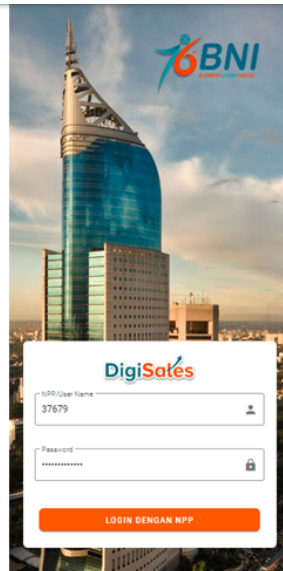 76 BNI
DigiSales
NPP/User Name
37679
Password
•••••••••••••
LOGIN DENGAN NPP